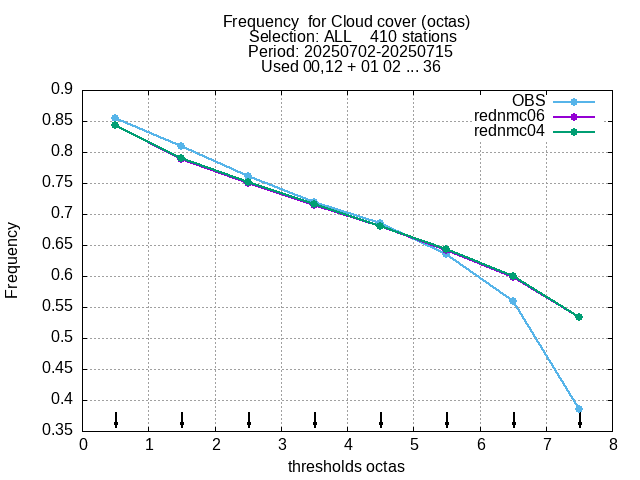 Frequency  for Cloud cover (octas)
Selection: ALL    410 stations
Period: 20250702-20250715
Used 00,12 + 01 02 ... 36
OBS
rednmc06
rednmc04
0.9
0.85
0.8
0.75
0.7
0.65
0.6
0.55
0.5
0.45
0.4
0.35
Frequency
0 1 2 3 4 5 6 7 8
thresholds octas